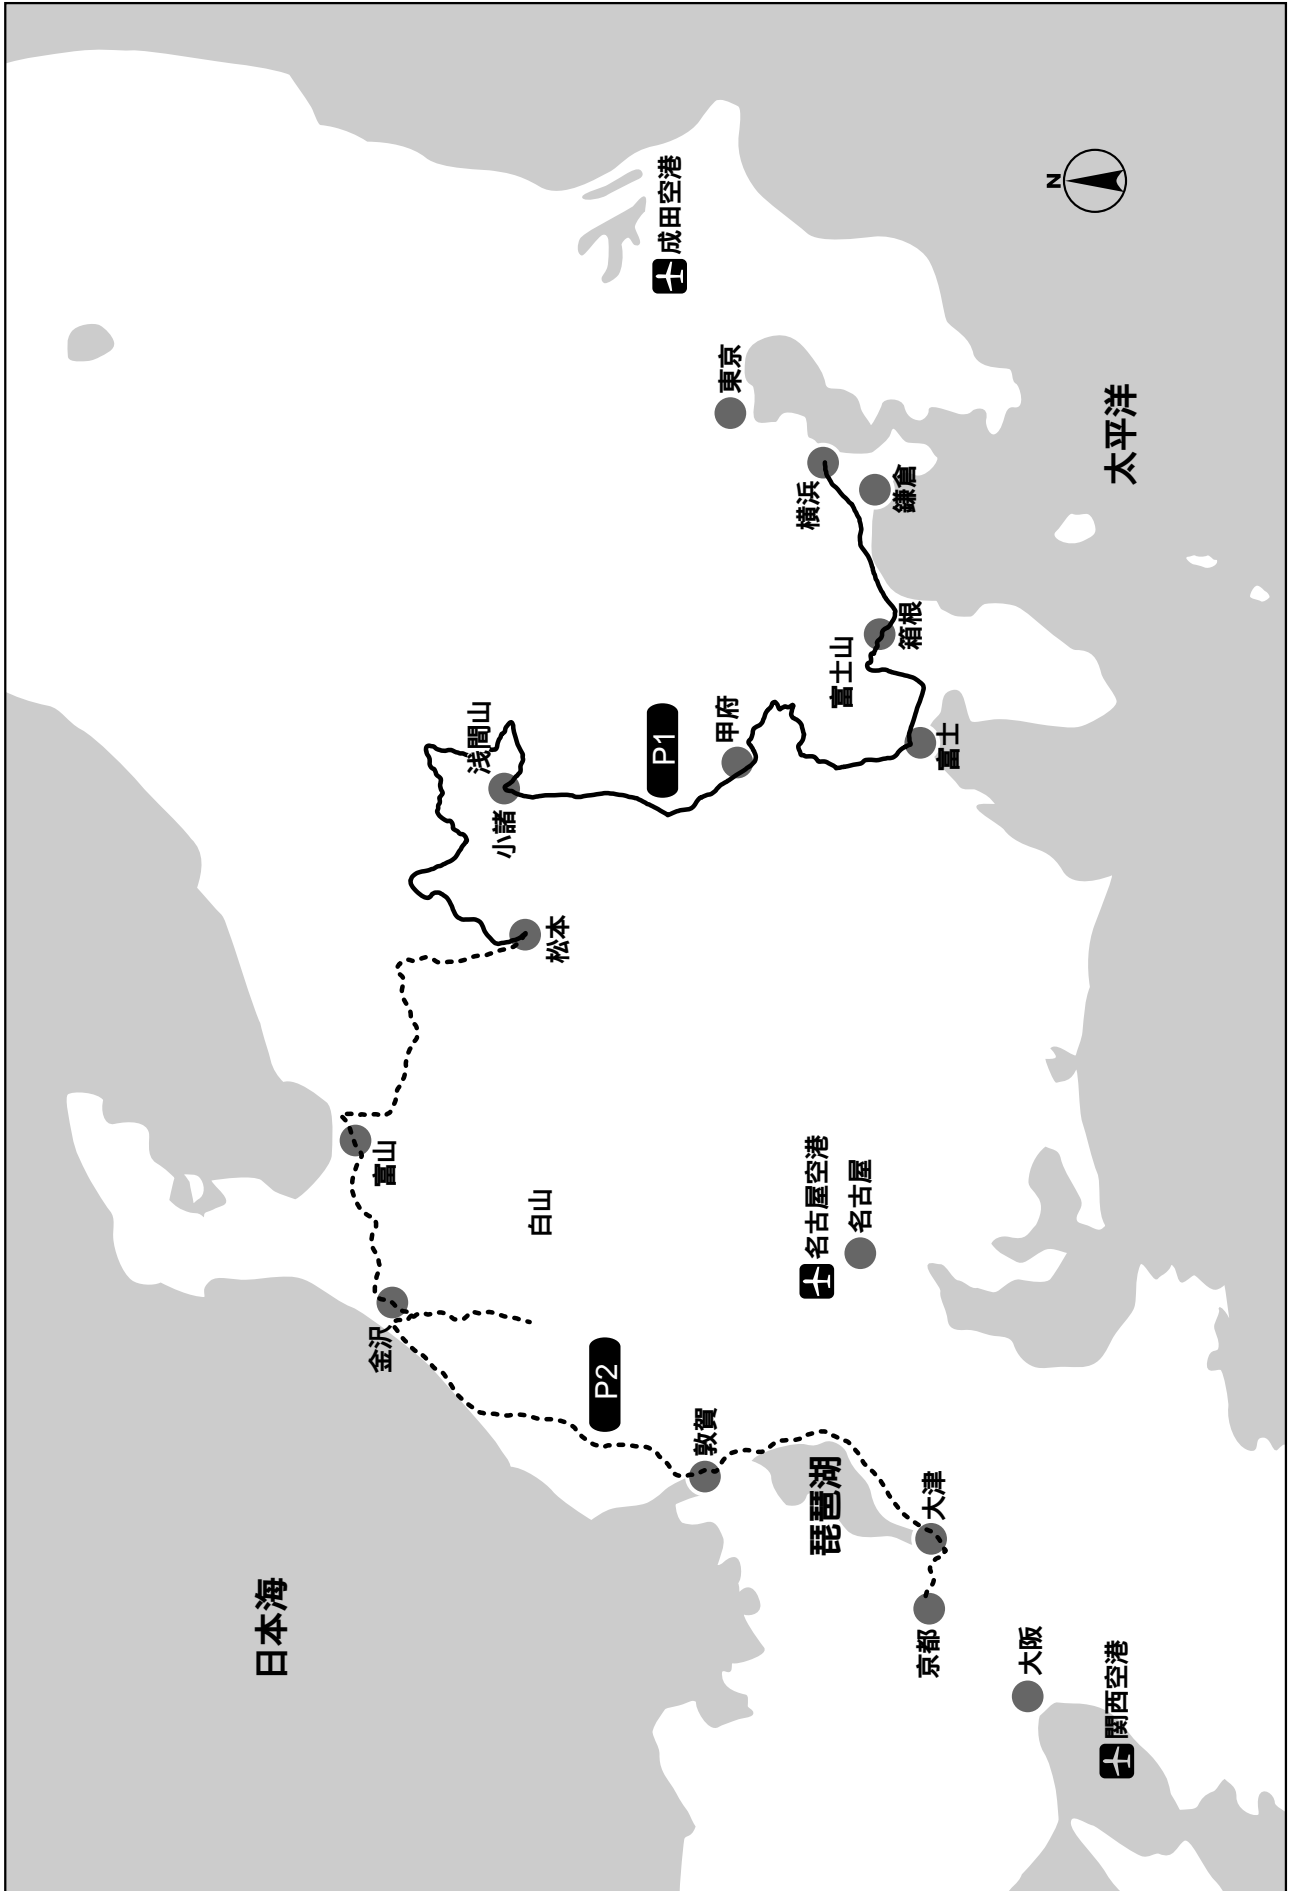 日本海
金沢
富山
松本
小諸
浅間山
白山
P2
敦賀
琵琶湖
大津
京都
大阪
関西空港
名古屋空港
名古屋
P1
甲府
富士山
富士
箱根
横浜
鎌倉
東京
成田空港
太平洋
N